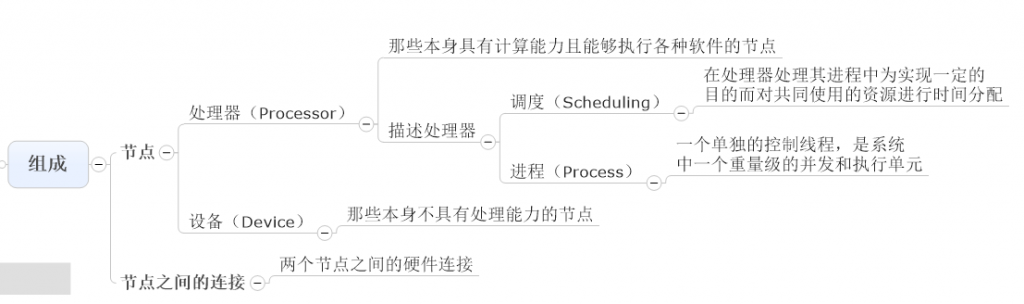 组成
节点
处理器（Processor）
那些本身具有计算能力且能够执行各种软件的节点
描述处理器
调度（Scheduling）
在处理器处理其进程中为实现一定的
目的而对共同使用的资源进行时间分配
进程（Process）
一个单独的控制线程，是系统
中一个重量级的并发和执行单元
设备（Device）
那些本身不具有处理能力的节点
节点之间的连接
两个节点之间的硬件连接